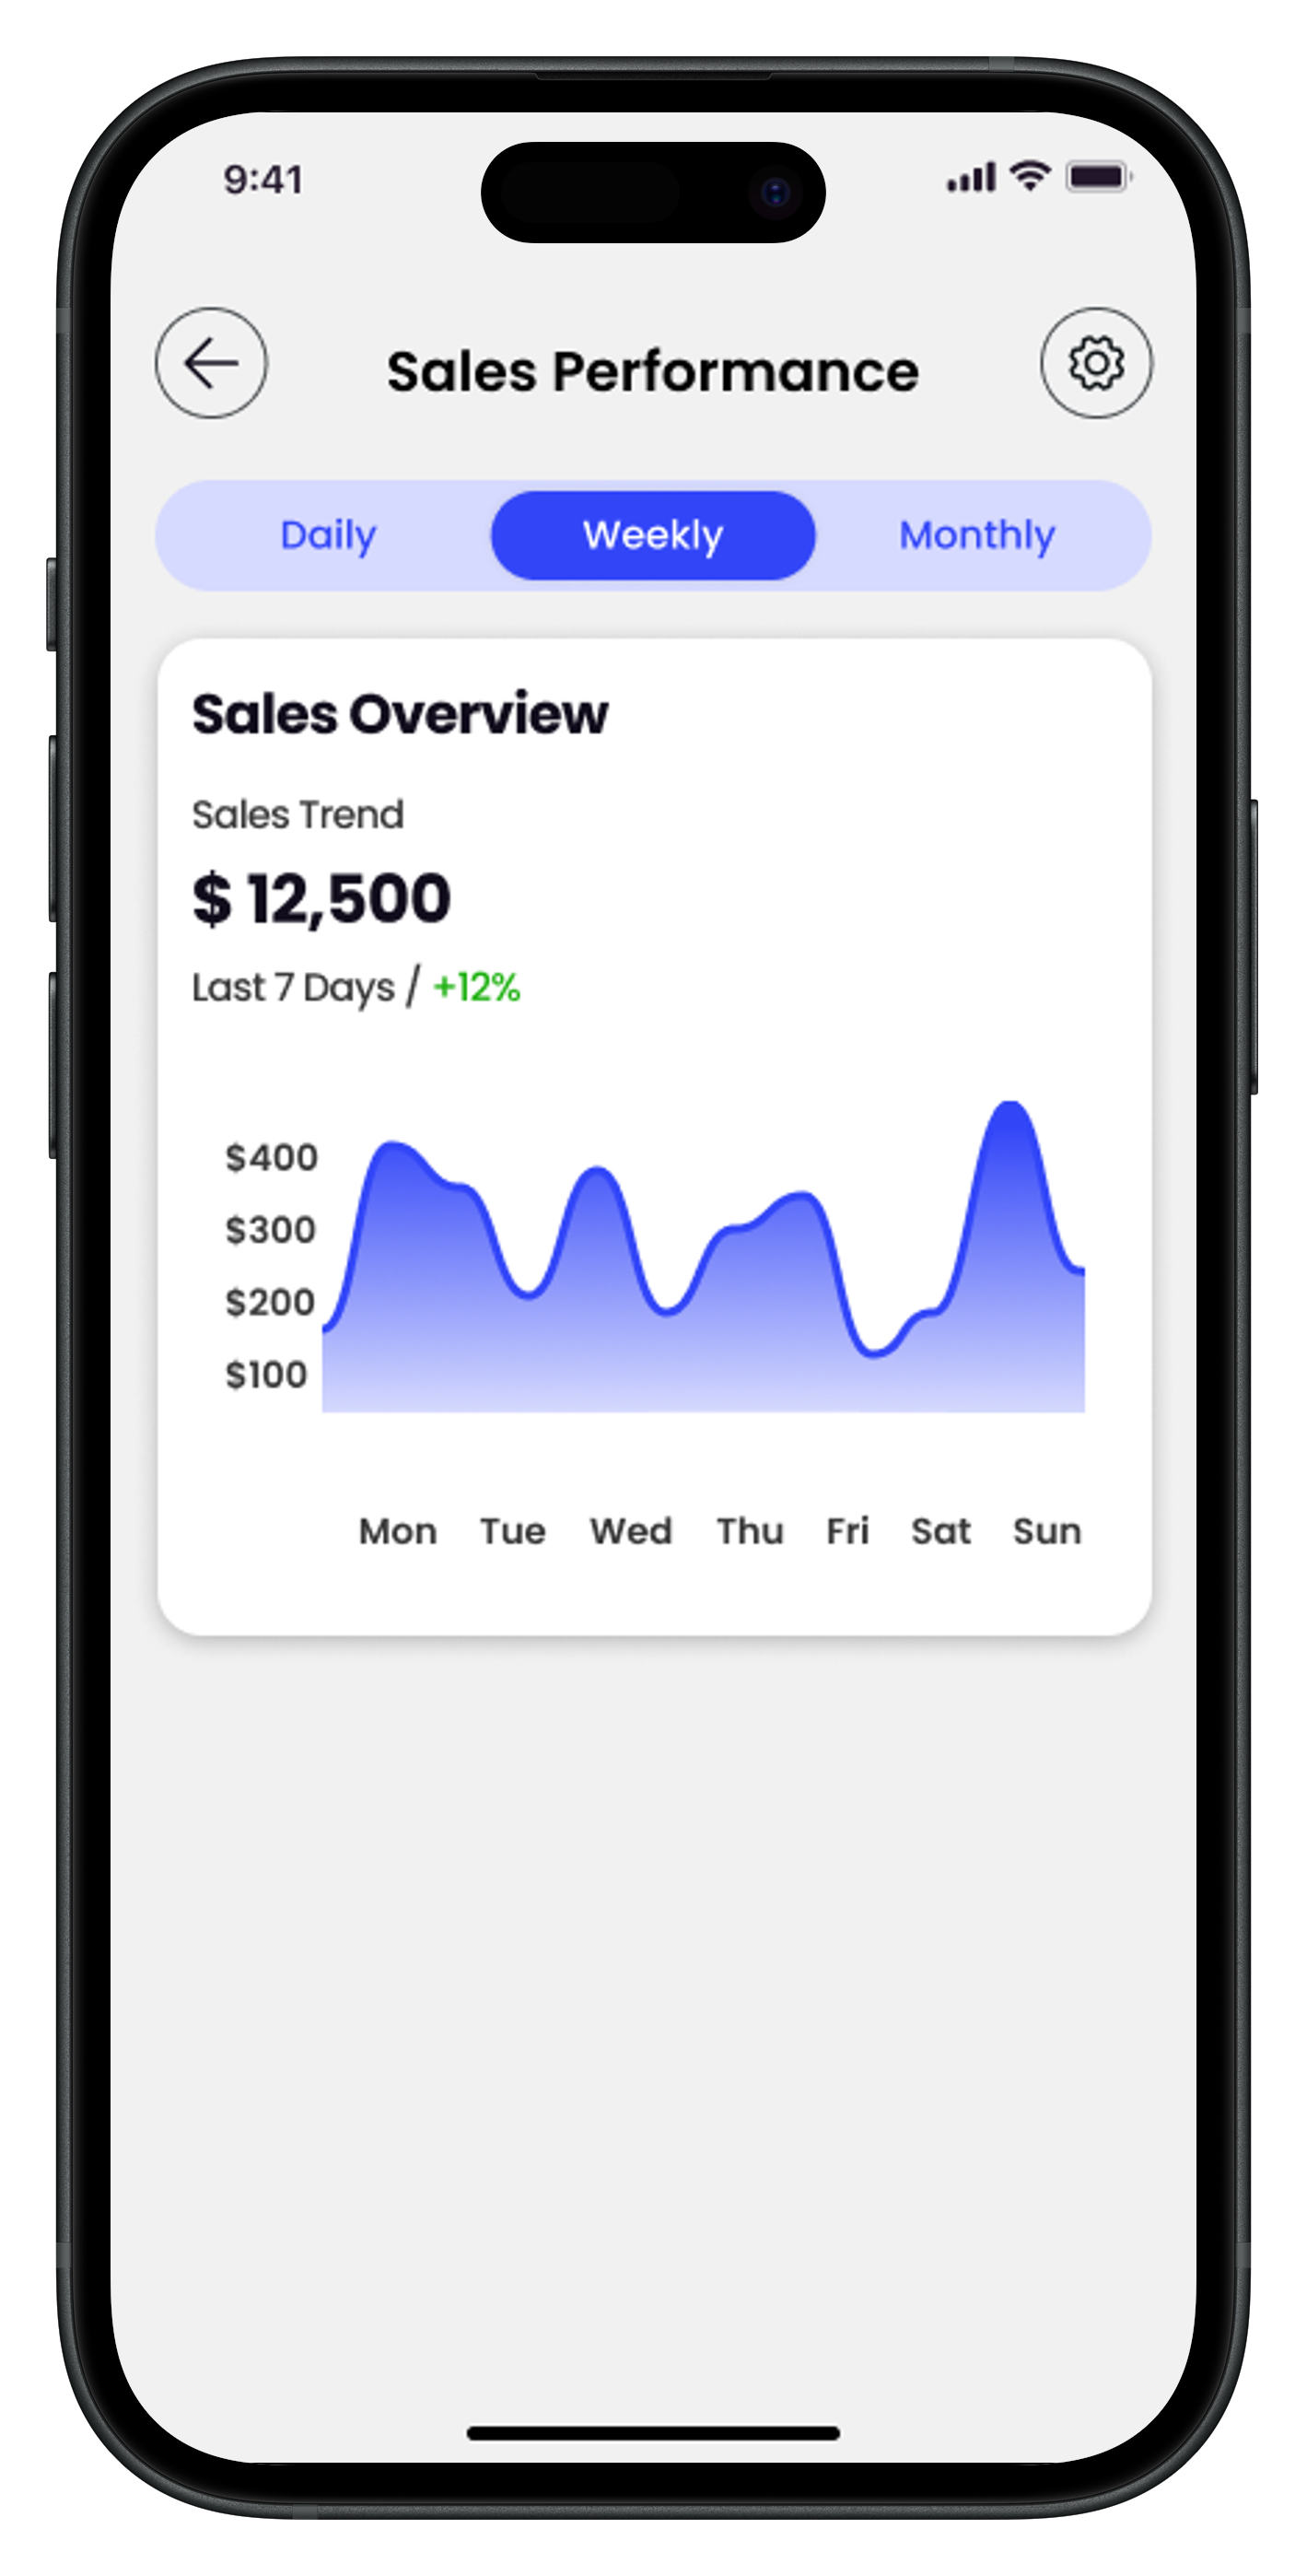 9:41
Sales Performance
Daily Weekly Monthly
Sales Overview
Sales Trend
$ 12,500
Last 7 Days / +12%
$400
$300
$200
$100
Mon Tue Wed Thu Fri Sat Sun